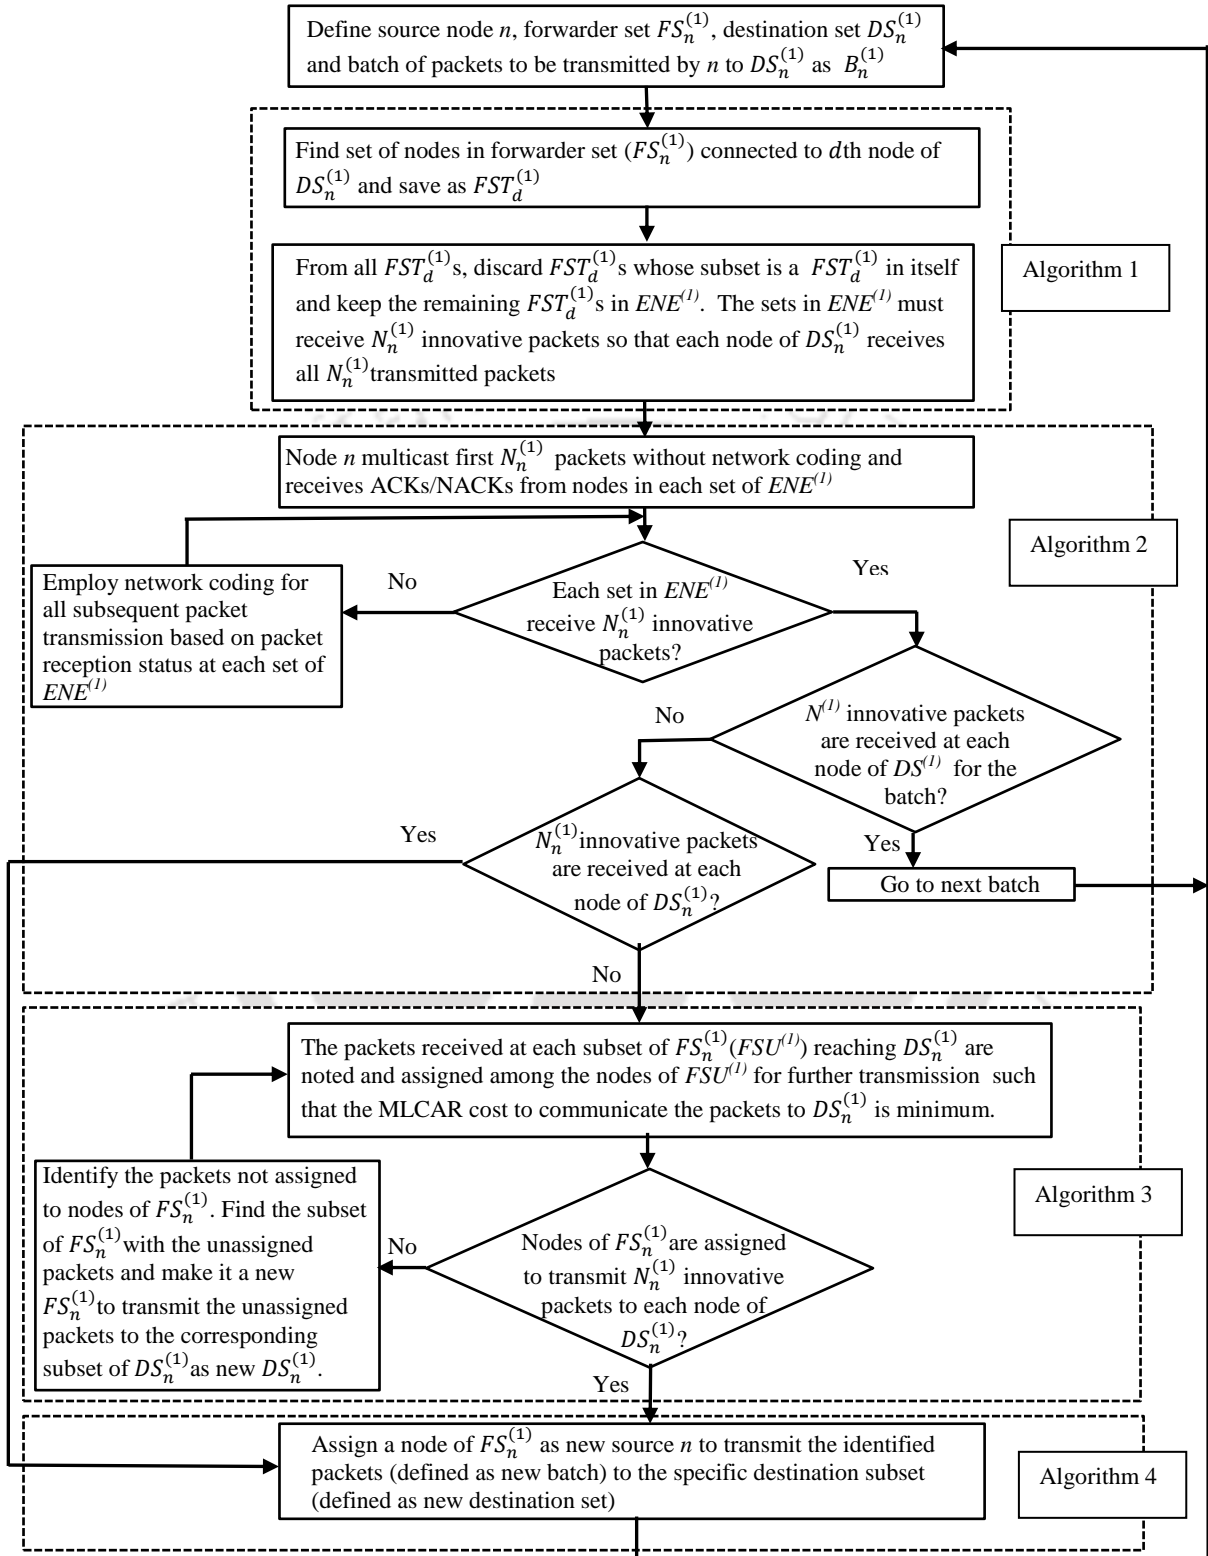 Define source node n, forwarder set FS_n^(1), destination set DS_n^(1)
and batch of packets to be transmitted by n to DS_n^(1) as B_n^(1)
Find set of nodes in forwarder set (FS_n^(1)) connected to dth node of
DS_n^(1) and save as FST_d^(1)
From all FST_d^(1)s, discard FST_d^(1)s whose subset is a FST_d^(1) in itself
and keep the remaining FST_d^(1)s in ENE^(1). The sets in ENE^(1) must
receive N_n^(1) innovative packets so that each node of DS_n^(1) receives
all N_n^(1) transmitted packets
Algorithm 1
Node n multicast first N_n^(1) packets without network coding and
receives ACKs/NACKs from nodes in each set of ENE^(1)
Algorithm 2
Employ network coding for
all subsequent packet
transmission based on packet
reception status at each set of
ENE^(1)
No
Each set in ENE^(1)
receive N_n^(1) innovative
packets?
Yes
N^(1) innovative packets
are received at each
node of DS^(1) for the
batch?
No
Yes
Go to next batch
N_n^(1) innovative packets
are received at each
node of DS_n^(1)?
Yes
No
The packets received at each subset of FS_n^(1)(FSU^(1)) reaching DS_n^(1) are
noted and assigned among the nodes of FSU^(1) for further transmission such
that the MLCAR cost to communicate the packets to DS_n^(1) is minimum.
Algorithm 3
Identify the packets not assigned
to nodes of FS_n^(1). Find the subset
of FS_n^(1) with the unassigned
packets and make it a new
FS_n^(1) to transmit the unassigned
packets to the corresponding
subset of DS_n^(1) as new DS_n^(1).
No
Nodes of FS_n^(1) are assigned
to transmit N_n^(1) innovative
packets to each node of
DS_n^(1)?
Yes
Assign a node of FS_n^(1) as new source n to transmit the identified
packets (defined as new batch) to the specific destination subset
(defined as new destination set)
Algorithm 4